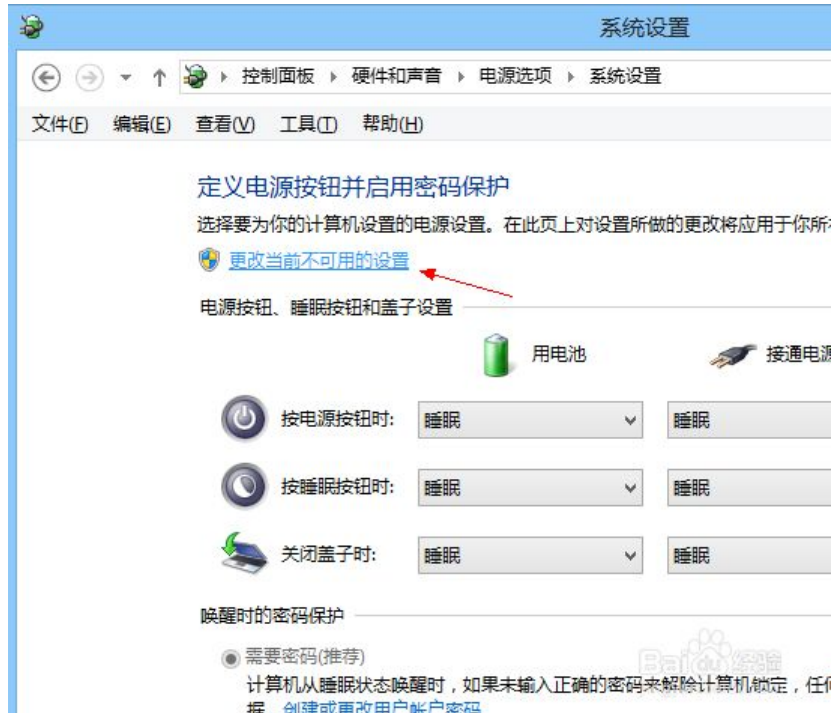 系统设置
控制面板 硬件和声音 电源选项 系统设置
文件(F) 编辑(E) 查看(V) 工具(T) 帮助(H)
定义电源按钮并启用密码保护
选择要为你的计算机设置的电源设置。在此页上对设置所做的更改将应用于你所
更改当前不可用的设置
电源按钮、睡眠按钮和盖子设置
用电池 接通电源
按电源按钮时: 睡眠 睡眠
按睡眠按钮时: 睡眠 睡眠
关闭盖子时: 睡眠 睡眠
唤醒时的密码保护
需要密码(推荐)
Baidu经验
计算机从睡眠状态唤醒时，如果未输入正确的密码来解除计算机锁定，任何
据。创建或更改用户帐户密码